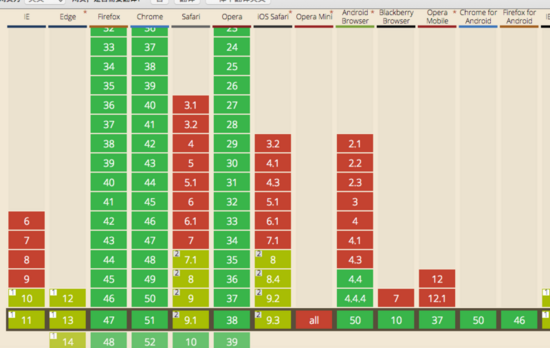 IE Edge * Firefox Chrome Safari Opera iOS Safari * Opera Mini * Android Browser * Blackberry Browser Opera Mobile * Chrome for Android Firefox for Android
33 37 24
34 38 25
35 39 26
36 40 3.1 27
37 41 3.2 28
38 42 4 29 3.2 2.1
39 43 5 30 4.1 2.2
40 44 5.1 31 4.3 2.3
41 45 6 32 5.1 3
6 42 46 6.1 33 6.1 4
7 43 47 7 34 7.1 4.1
8 44 48 2 7.1 35 2 8 4.3
9 45 49 2 8 36 2 8.4 4.4 12
1 10 1 12 46 50 2 9 37 2 9.2 4.4.4 7 12.1
1 11 1 13 47 51 2 9.1 38 2 9.3 all 50 10 37 50 46
1 14 48 52 10 39